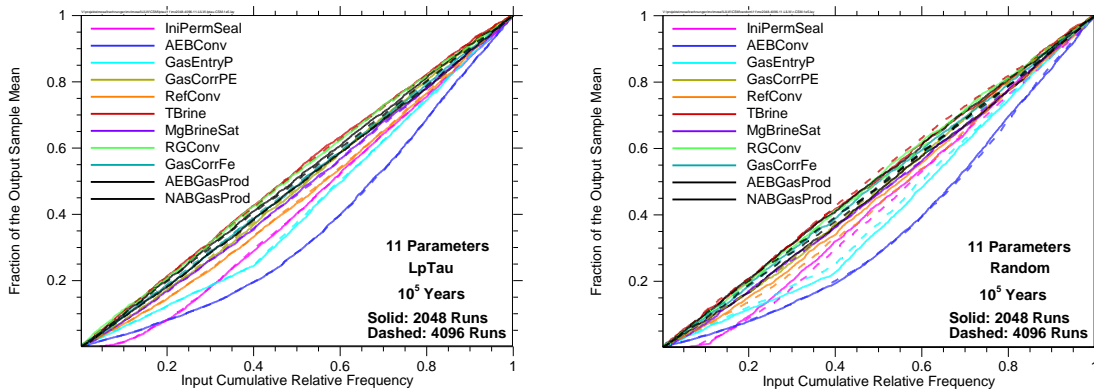 Fraction of the Output Sample Mean
1
0.8
0.6
0.4
0.2
IniPermSeal
AEBConv
GasEntryP
GasCorrPE
RefConv
TBrine
MgBrineSat
RGConv
GasCorrFe
AEBGasProd
NABGasProd
11 Parameters
LpTau
10⁵ Years
Solid: 2048 Runs
Dashed: 4096 Runs
0.2 0.4 0.6 0.8 1
Input Cumulative Relative Frequency
Fraction of the Output Sample Mean
1
0.8
0.6
0.4
0.2
IniPermSeal
AEBConv
GasEntryP
GasCorrPE
RefConv
TBrine
MgBrineSat
RGConv
GasCorrFe
AEBGasProd
NABGasProd
11 Parameters
Random
10⁵ Years
Solid: 2048 Runs
Dashed: 4096 Runs
0.2 0.4 0.6 0.8 1
Input Cumulative Relative Frequency